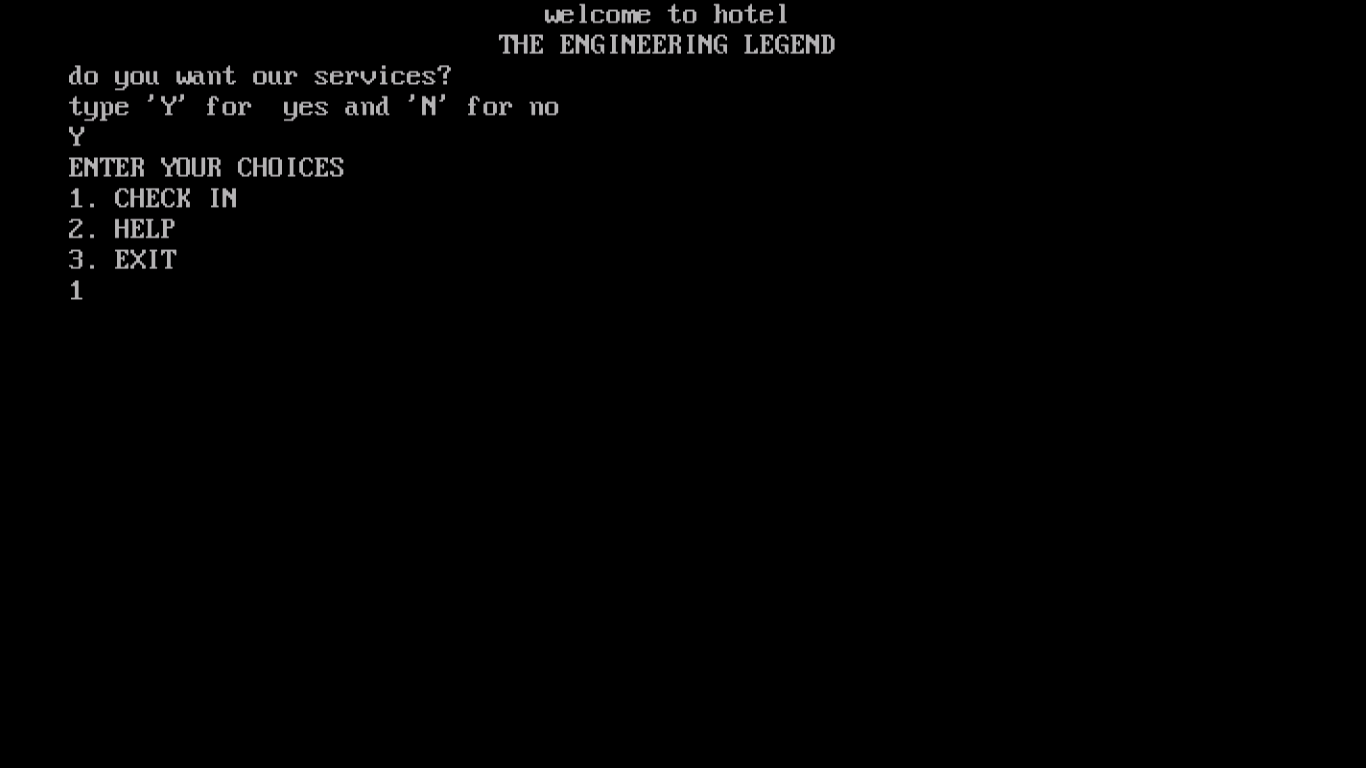 welcome to hotel
THE ENGINEERING LEGEND
do you want our services?
type 'Y' for  yes and 'N' for no
Y
ENTER YOUR CHOICES
1. CHECK IN
2. HELP
3. EXIT
1